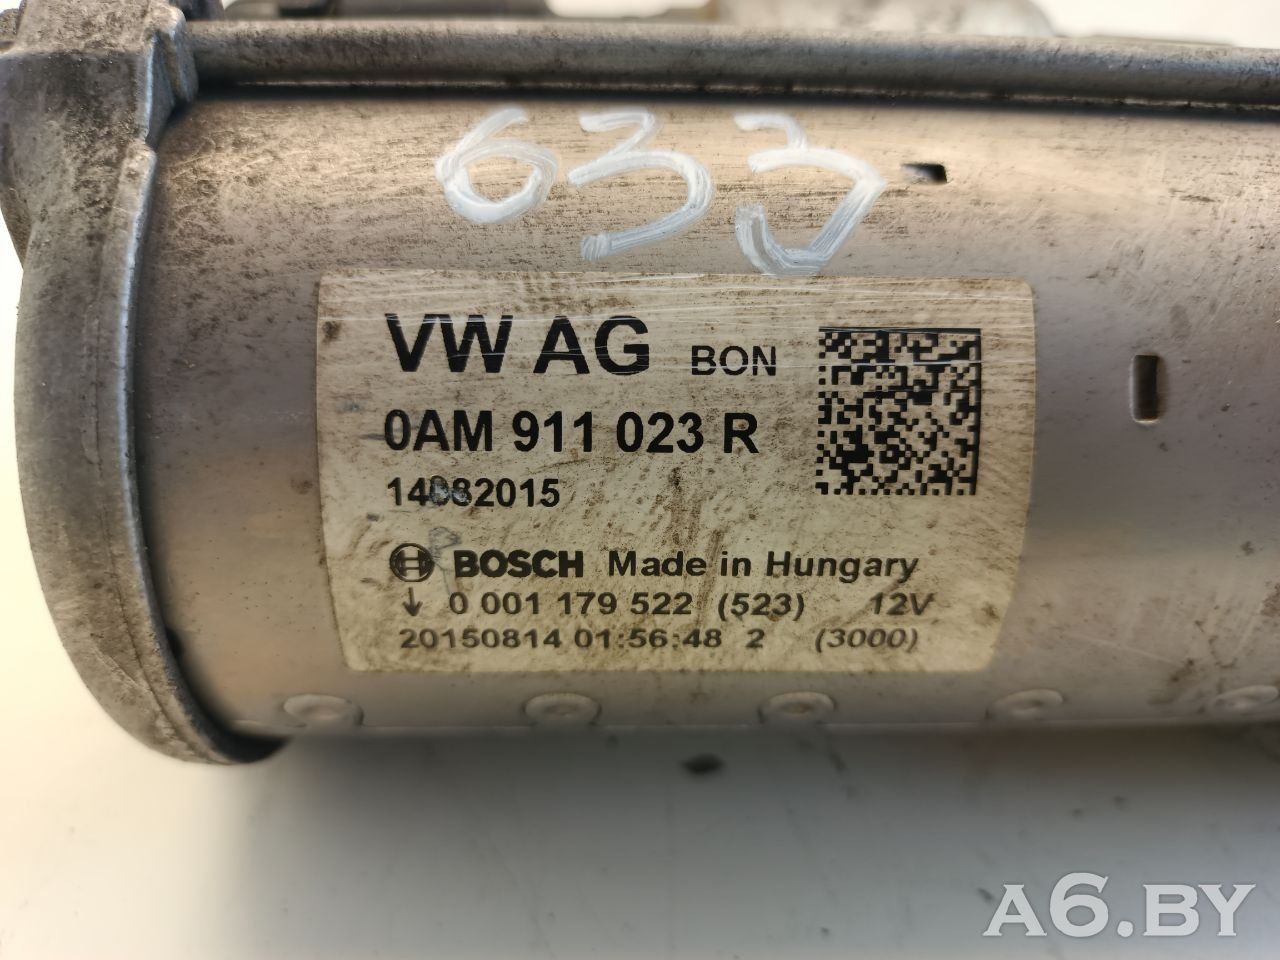 633
VW AG BON
0AM 911 023 R
14082015
BOSCH Made in Hungary
↓ 0 001 179 522 (523) 12V
20150814 01:56:48 2 (3000)
A6.BY